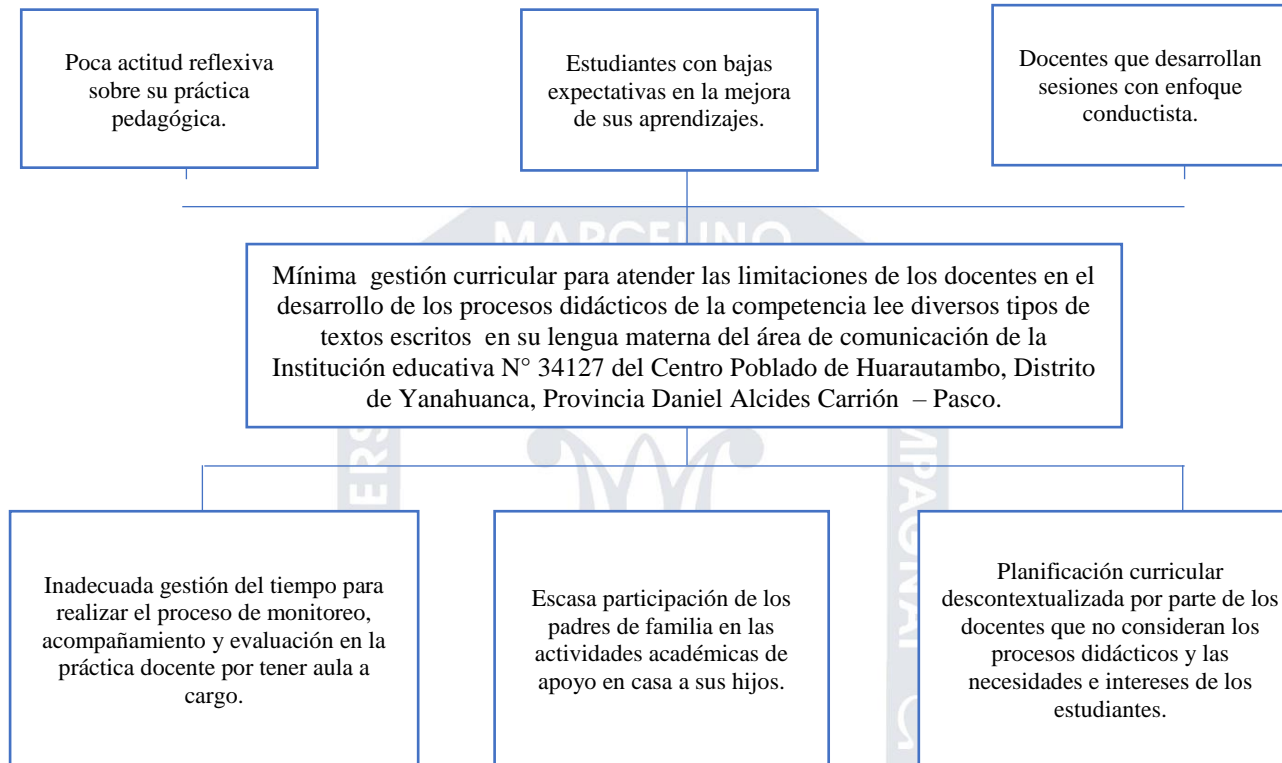 Poca actitud reflexiva
sobre su práctica
pedagógica.
Estudiantes con bajas
expectativas en la mejora
de sus aprendizajes.
Docentes que desarrollan
sesiones con enfoque
conductista.
MARCELINO
Mínima gestión curricular para atender las limitaciones de los docentes en el
desarrollo de los procesos didácticos de la competencia lee diversos tipos de
textos escritos en su lengua materna del área de comunicación de la
Institución educativa N° 34127 del Centro Poblado de Huarautambo, Distrito
de Yanahuanca, Provincia Daniel Alcides Carrión – Pasco.
Inadecuada gestión del tiempo para
realizar el proceso de monitoreo,
acompañamiento y evaluación en la
práctica docente por tener aula a
cargo.
Escasa participación de los
padres de familia en las
actividades académicas de
apoyo en casa a sus hijos.
Planificación curricular
descontextualizada por parte de los
docentes que no consideran los
procesos didácticos y las
necesidades e intereses de los
estudiantes.